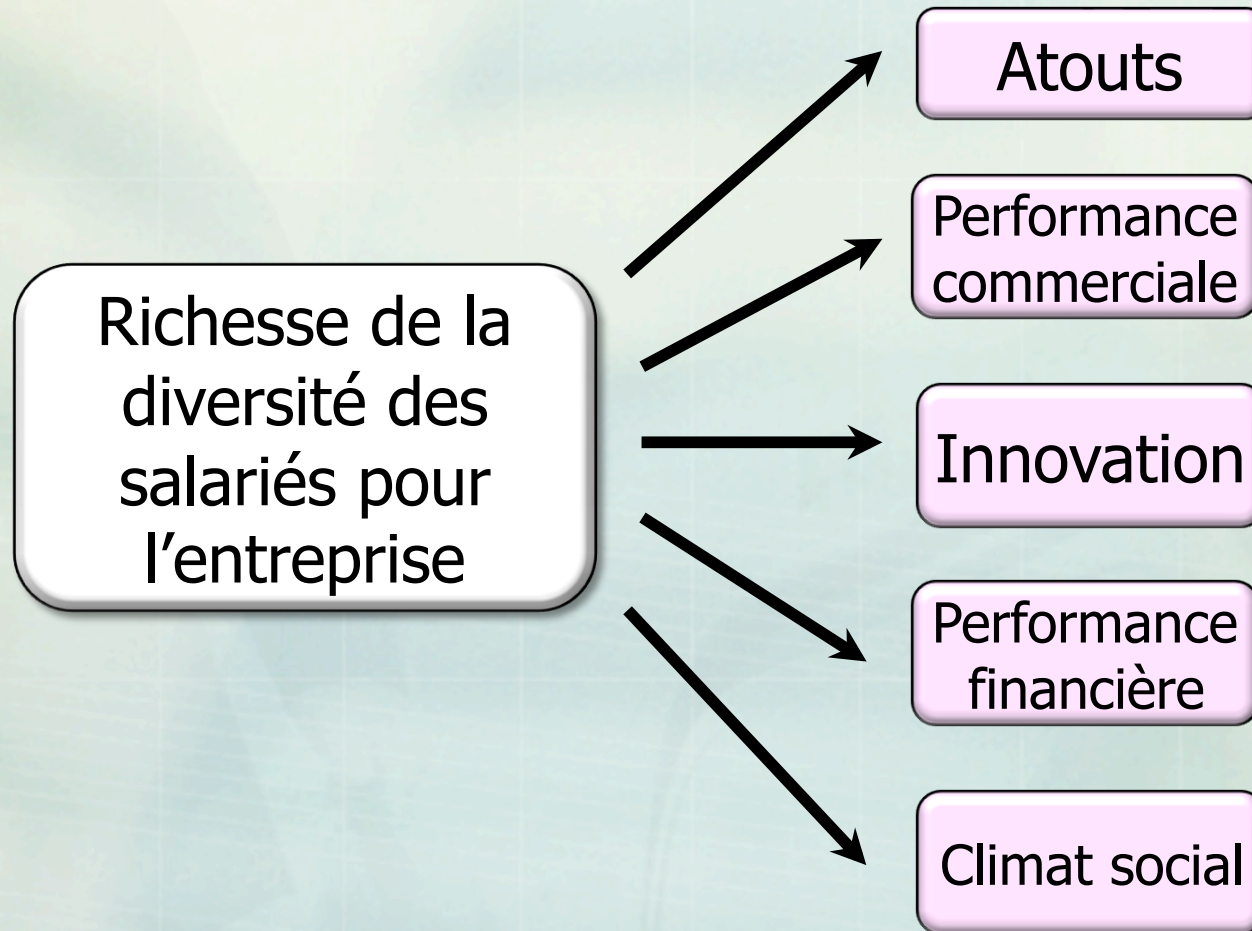 Richesse de la
diversité des
salariés pour
l’entreprise
Atouts
Performance
commerciale
Innovation
Performance
financière
Climat social